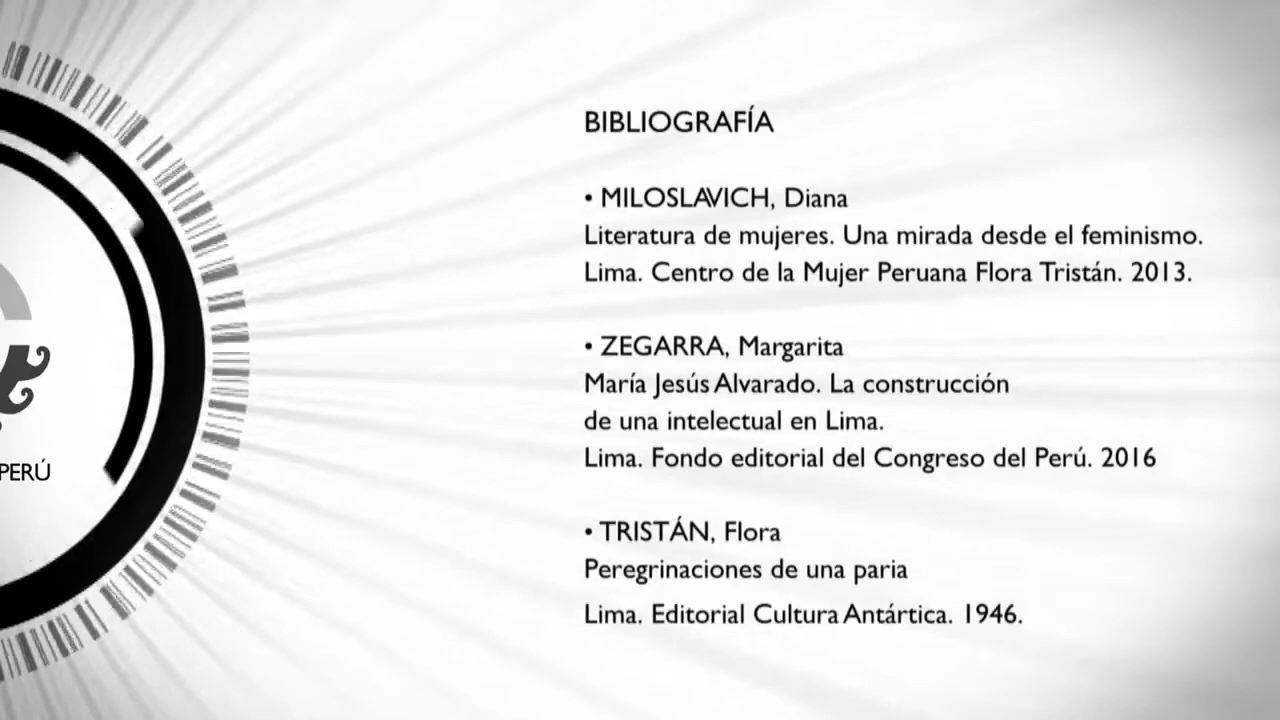 BIBLIOGRAFÍA
• MILOSLAVICH, Diana
Literatura de mujeres. Una mirada desde el feminismo.
Lima. Centro de la Mujer Peruana Flora Tristán. 2013.
• ZEGARRA, Margarita
María Jesús Alvarado. La construcción
de una intelectual en Lima.
Lima. Fondo editorial del Congreso del Perú. 2016
• TRISTÁN, Flora
Peregrinaciones de una paria
Lima. Editorial Cultura Antártica. 1946.
PERÚ